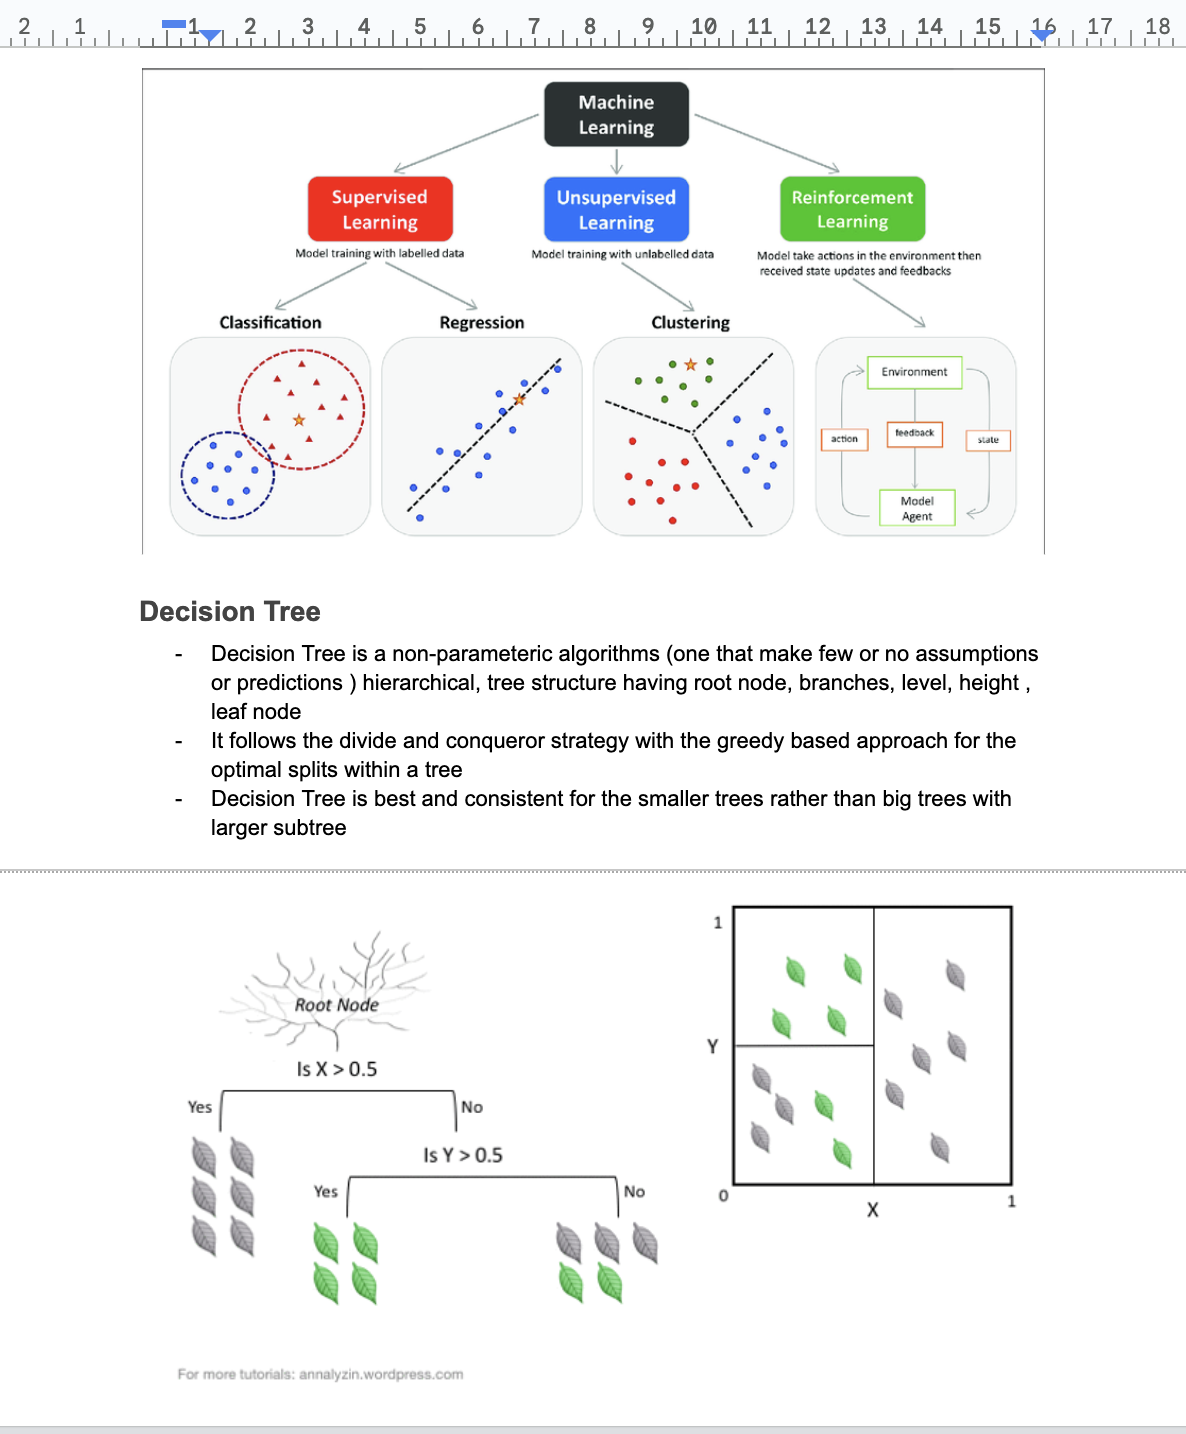 2 1 1 2 3 4 5 6 7 8 9 10 11 12 13 14 15 16 17 18
Machine
Learning
Supervised
Learning
Unsupervised
Learning
Reinforcement
Learning
Model training with labelled data
Model training with unlabelled data
Model take actions in the environment then
received state updates and feedbacks
Classification
Regression
Clustering
Environment
action
feedback
state
Model
Agent
Decision Tree
- Decision Tree is a non-parameteric algorithms (one that make few or no assumptions
or predictions ) hierarchical, tree structure having root node, branches, level, height ,
leaf node
- It follows the divide and conqueror strategy with the greedy based approach for the
optimal splits within a tree
- Decision Tree is best and consistent for the smaller trees rather than big trees with
larger subtree
Root Node
Is X > 0.5
Yes
No
Is Y > 0.5
Yes
No
1
Y
0
X
1
For more tutorials: annalyzin.wordpress.com